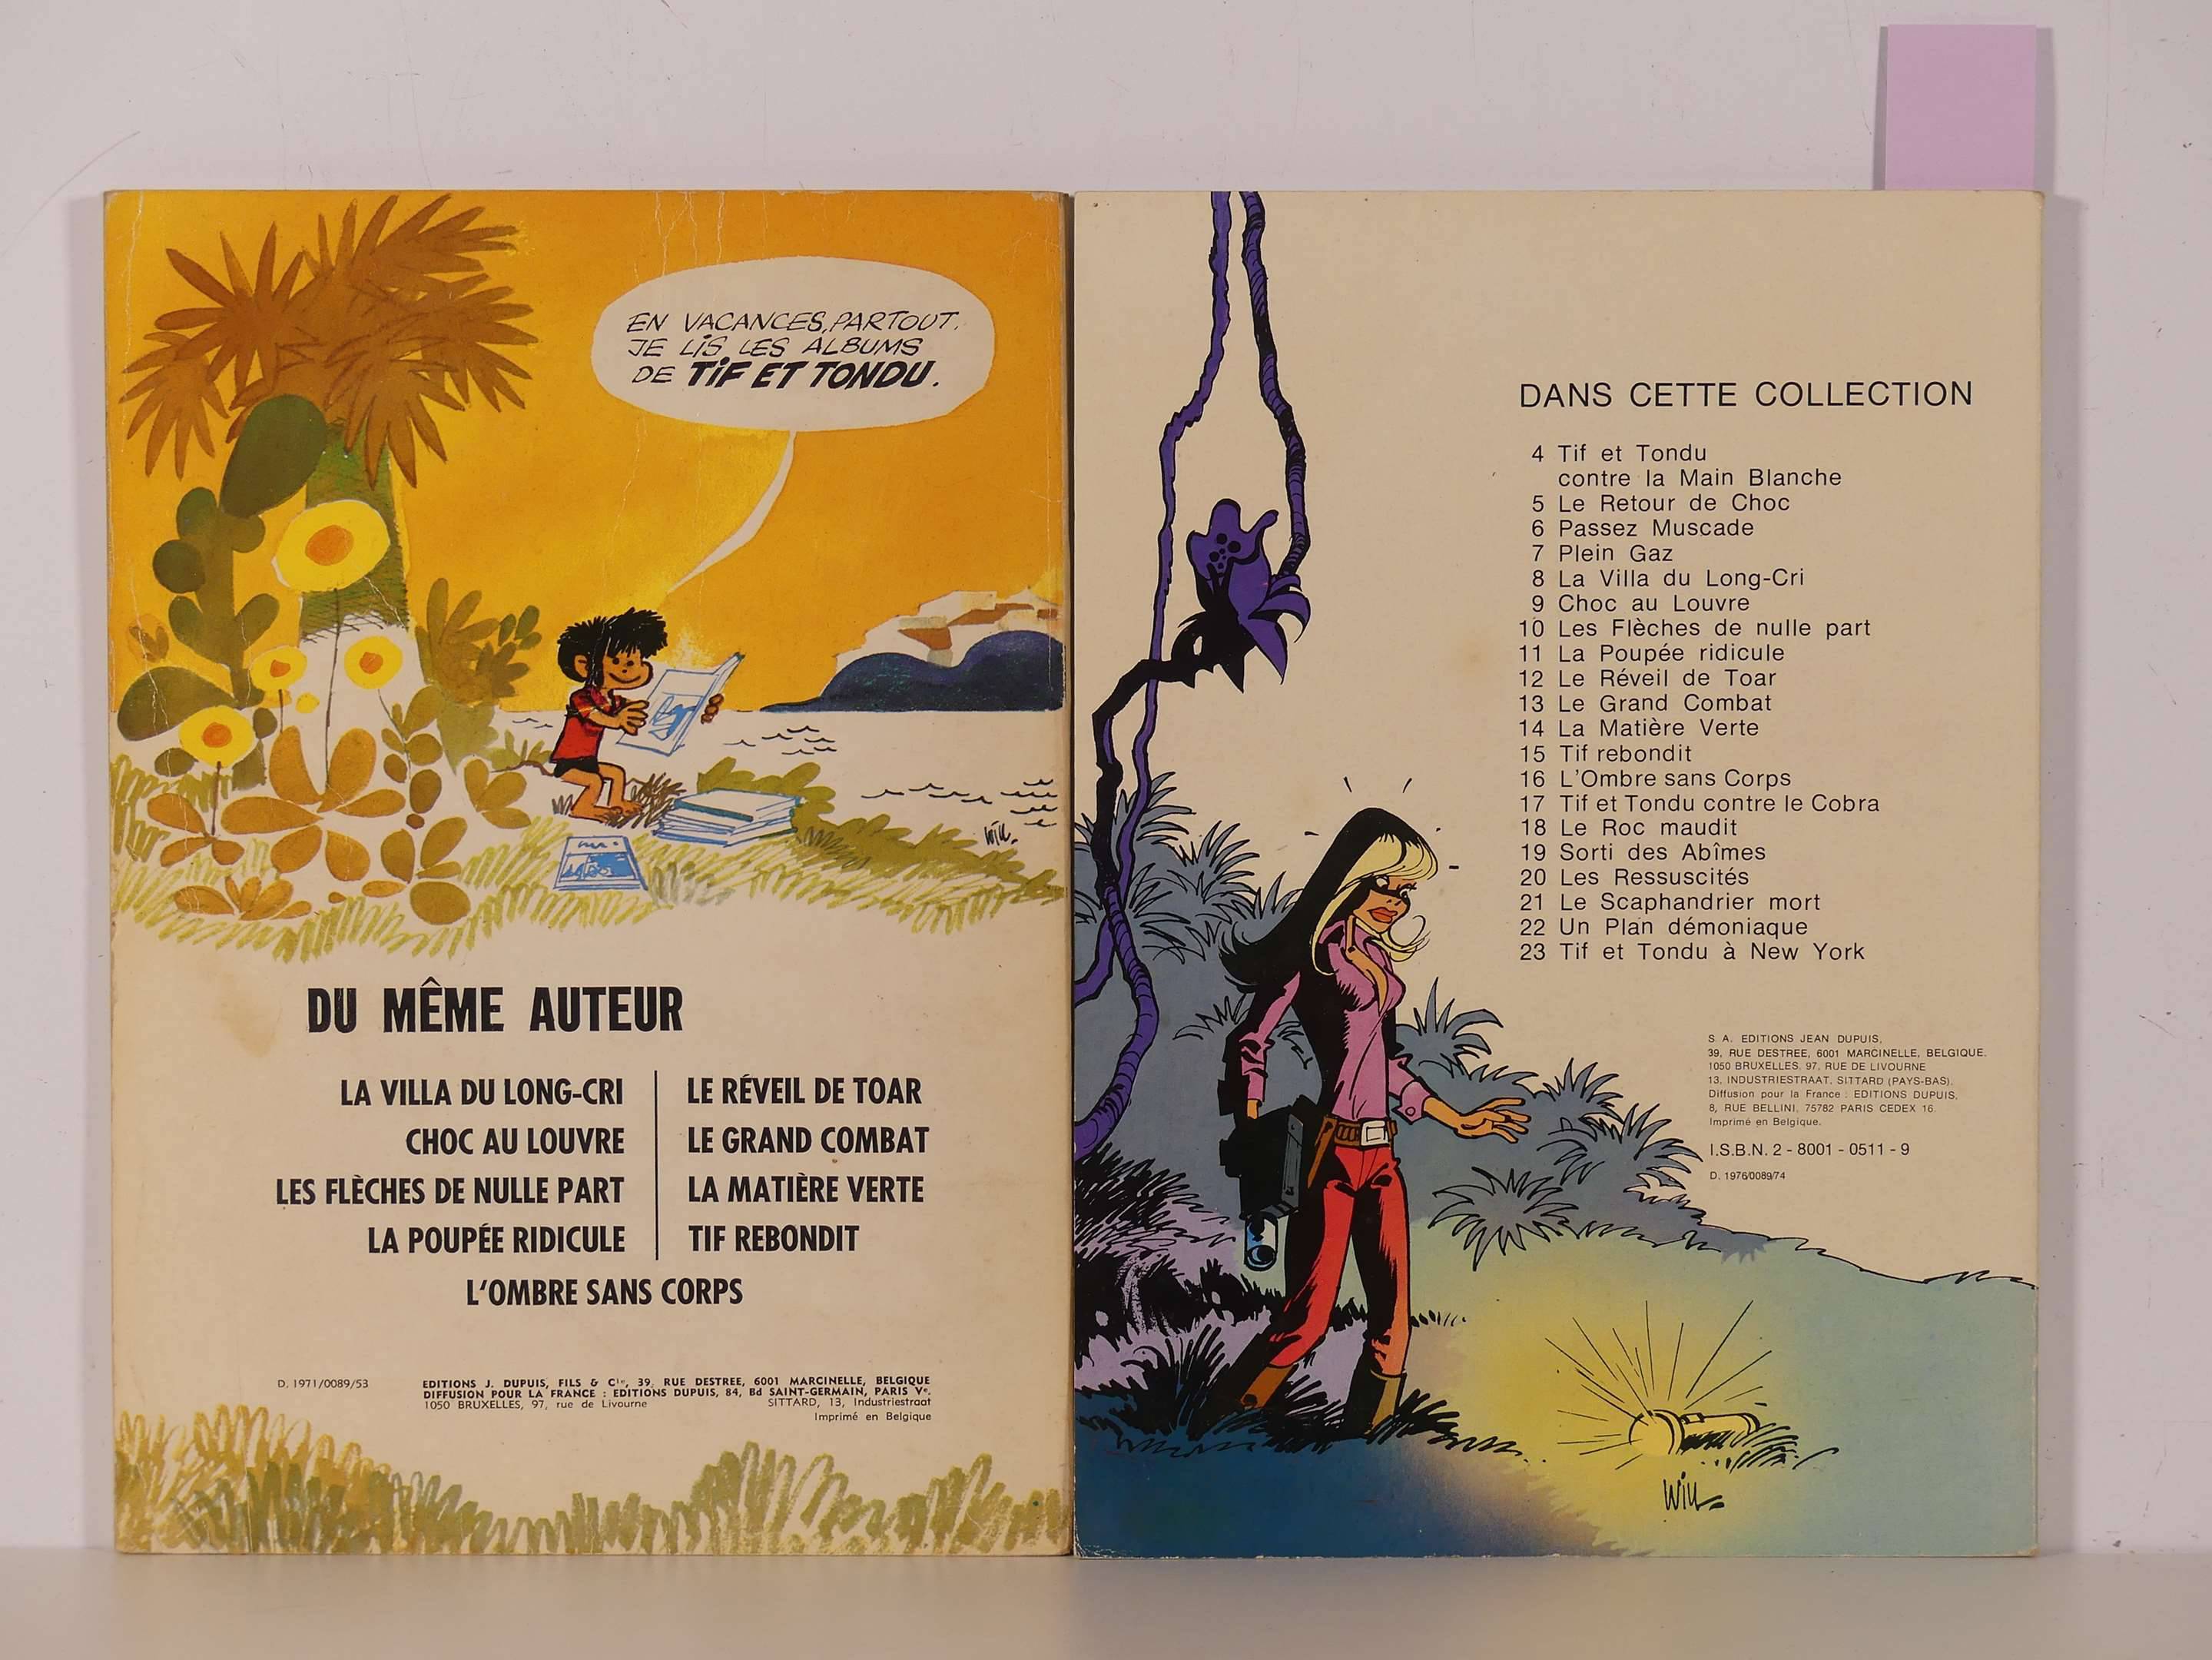 EN VACANCES, PARTOUT,
JE LIS LES ALBUMS
DE TIF ET TONDU.
Will.
DU MÊME AUTEUR
LA VILLA DU LONG-CRI
CHOC AU LOUVRE
LES FLÈCHES DE NULLE PART
LA POUPÉE RIDICULE
LE RÉVEIL DE TOAR
LE GRAND COMBAT
LA MATIÈRE VERTE
TIF REBONDIT
L'OMBRE SANS CORPS
D. 1971/0089/53
EDITIONS J. DUPUIS, FILS & Cie, 39, RUE DESTREE, 6001 MARCINELLE, BELGIQUE
DIFFUSION POUR LA FRANCE : EDITIONS DUPUIS, 84, Bd SAINT-GERMAIN, PARIS Ve.
1050 BRUXELLES, 97, rue de Livourne SITTARD, 13, Industriestraat
Imprimé en Belgique
DANS CETTE COLLECTION
4 Tif et Tondu
contre la Main Blanche
5 Le Retour de Choc
6 Passez Muscade
7 Plein Gaz
8 La Villa du Long-Cri
9 Choc au Louvre
10 Les Flèches de nulle part
11 La Poupée ridicule
12 Le Réveil de Toar
13 Le Grand Combat
14 La Matière Verte
15 Tif rebondit
16 L'Ombre sans Corps
17 Tif et Tondu contre le Cobra
18 Le Roc maudit
19 Sorti des Abîmes
20 Les Ressuscités
21 Le Scaphandrier mort
22 Un Plan démoniaque
23 Tif et Tondu à New York
S. A. EDITIONS JEAN DUPUIS,
39, RUE DESTREE, 6001 MARCINELLE, BELGIQUE.
1050 BRUXELLES, 97, RUE DE LIVOURNE
13, INDUSTRIESTRAAT, SITTARD (PAYS-BAS).
Diffusion pour la France : EDITIONS DUPUIS,
8, RUE BELLINI, 75782 PARIS CEDEX 16.
Imprimé en Belgique.
I.S.B.N. 2 - 8001 - 0511 - 9
D. 1976/0089/74
Will.